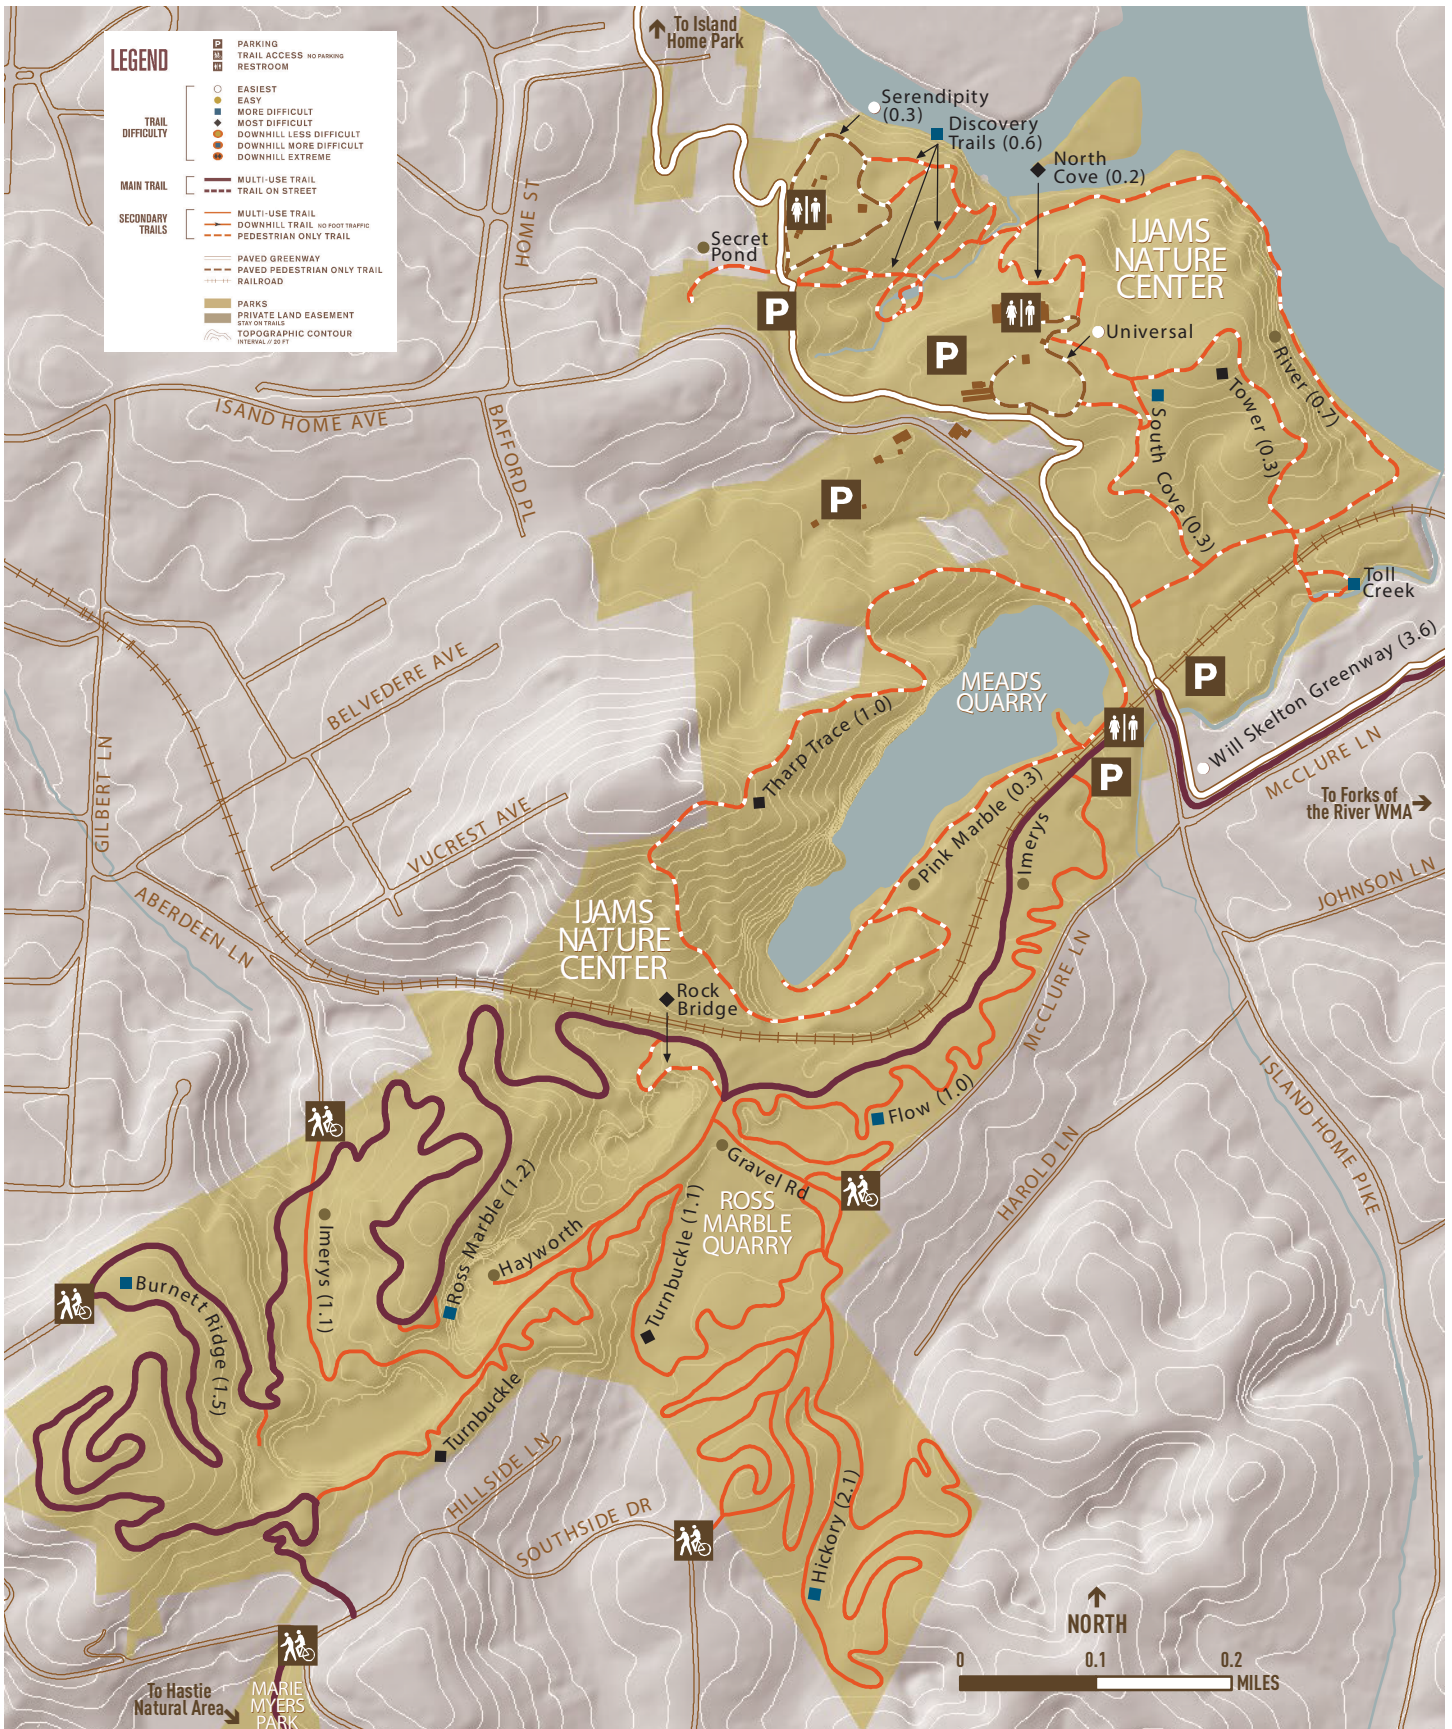 To Island
Home Park
LEGEND
P PARKING
TRAIL ACCESS NO PARKING
RESTROOM
TRAIL
DIFFICULTY
EASIEST
EASY
MORE DIFFICULT
MOST DIFFICULT
DOWNHILL LESS DIFFICULT
DOWNHILL MORE DIFFICULT
DOWNHILL EXTREME
MAIN TRAIL
MULTI-USE TRAIL
TRAIL ON STREET
SECONDARY
TRAILS
MULTI-USE TRAIL
DOWNHILL TRAIL NO FOOT TRAFFIC
PEDESTRIAN ONLY TRAIL
PAVED GREENWAY
PAVED PEDESTRIAN ONLY TRAIL
RAILROAD
PARKS
PRIVATE LAND EASEMENT
STAY ON TRAILS
TOPOGRAPHIC CONTOUR
INTERVAL // 20 FT
Serendipity
(0.3)
Discovery
Trails (0.6)
North
Cove (0.2)
HOME ST
Secret
Pond
IJAMS
NATURE
CENTER
P
P
Universal
River (0.7)
Tower (0.3)
South Cove (0.3)
ISAND HOME AVE
BAFFORD PL
P
Toll
Creek
BELVEDERE AVE
MEAD'S
QUARRY
P
Will Skelton Greenway (3.6)
McCLURE LN
To Forks of
the River WMA
GILBERT LN
Tharp Trace (1.0)
P
Pink Marble (0.3)
Imerys
VUCREST AVE
JOHNSON LN
ABERDEEN LN
IJAMS
NATURE
CENTER
McCLURE LN
Rock
Bridge
Flow (1.0)
ISLAND HOME PIKE
HAROLD LN
Gravel Rd
ROSS
MARBLE
QUARRY
Ross Marble (1.2)
Hayworth
Turnbuckle (1.1)
Imerys (1.1)
Burnett Ridge (1.5)
Turnbuckle
HILLSIDE LN
SOUTHSIDE DR
Hickory (2.1)
NORTH
0 0.1 0.2
MILES
To Hastie
Natural Area
MARIE
MYERS
PARK